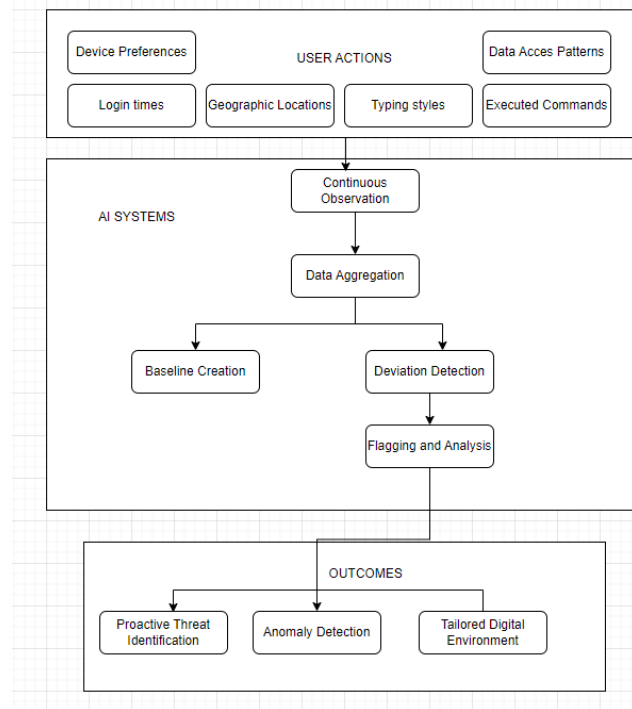 Device Preferences
USER ACTIONS
Data Acces Patterns
Login times
Geographic Locations
Typing styles
Executed Commands
Continuous
Observation
AI SYSTEMS
Data Aggregation
Baseline Creation
Deviation Detection
Flagging and Analysis
OUTCOMES
Proactive Threat
Identification
Anomaly Detection
Tailored Digital
Environment